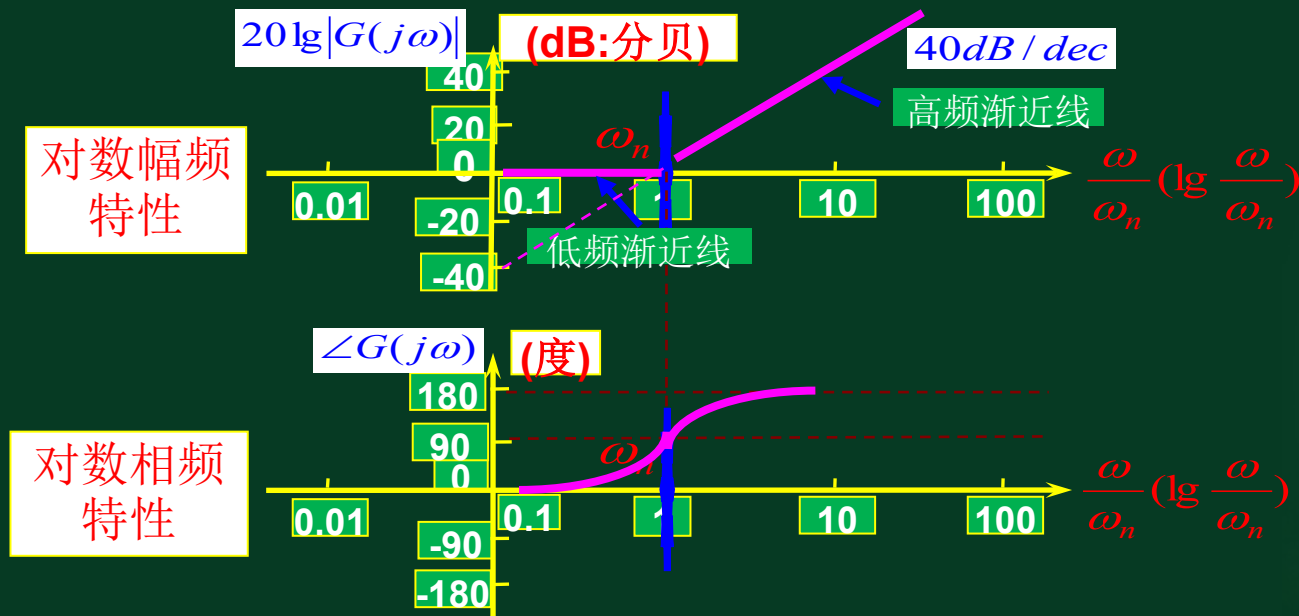 20lg|G(jω)|
(dB:分贝)
40dB / dec
高频渐近线
对数幅频
特性
40
20
0
-20
-40
ω_n
0.01
0.1
1
10
100
ω/ω_n (lg ω/ω_n)
低频渐近线
∠G(jω)
(度)
对数相频
特性
180
90
0
-90
-180
ω_n
0.01
0.1
1
10
100
ω/ω_n (lg ω/ω_n)